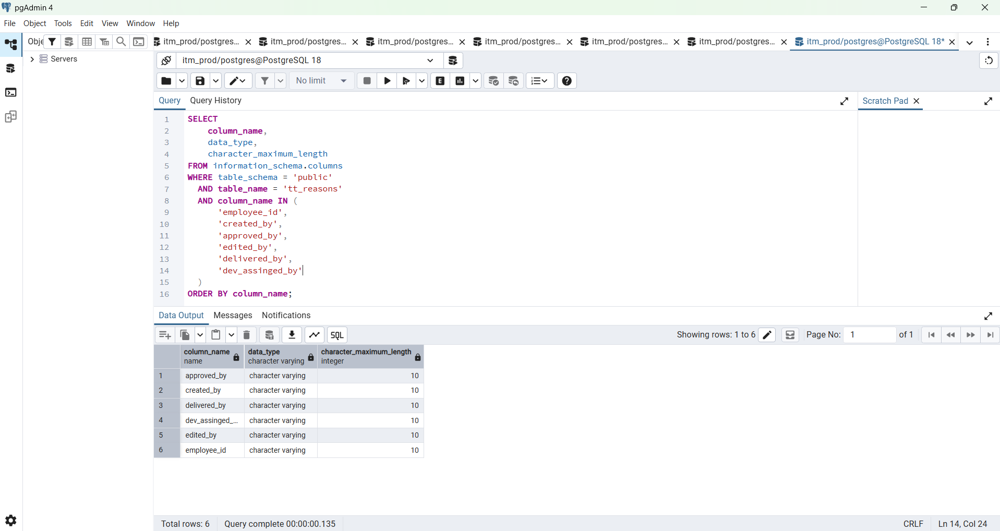 pgAdmin 4
File Object Tools Edit View Window Help
Obje
itm_prod/postgres... itm_prod/postgres... itm_prod/postgres... itm_prod/postgres... itm_prod/postgres... itm_prod/postgres... itm_prod/postgres@PostgreSQL 18*
Servers
itm_prod/postgres@PostgreSQL 18
No limit
E
Query Query History
Scratch Pad
1 SELECT
2 column_name,
3 data_type,
4 character_maximum_length
5 FROM information_schema.columns
6 WHERE table_schema = 'public'
7 AND table_name = 'tt_reasons'
8 AND column_name IN (
9 'employee_id',
10 'created_by',
11 'approved_by',
12 'edited_by',
13 'delivered_by',
14 'dev_assinged_by'
15 )
16 ORDER BY column_name;
Data Output Messages Notifications
SQL
Showing rows: 1 to 6 Page No: 1 of 1
column_name data_type character_maximum_length
name character varying integer
1 approved_by character varying 10
2 created_by character varying 10
3 delivered_by character varying 10
4 dev_assinged_... character varying 10
5 edited_by character varying 10
6 employee_id character varying 10
Total rows: 6 Query complete 00:00:00.135 CRLF Ln 14, Col 24